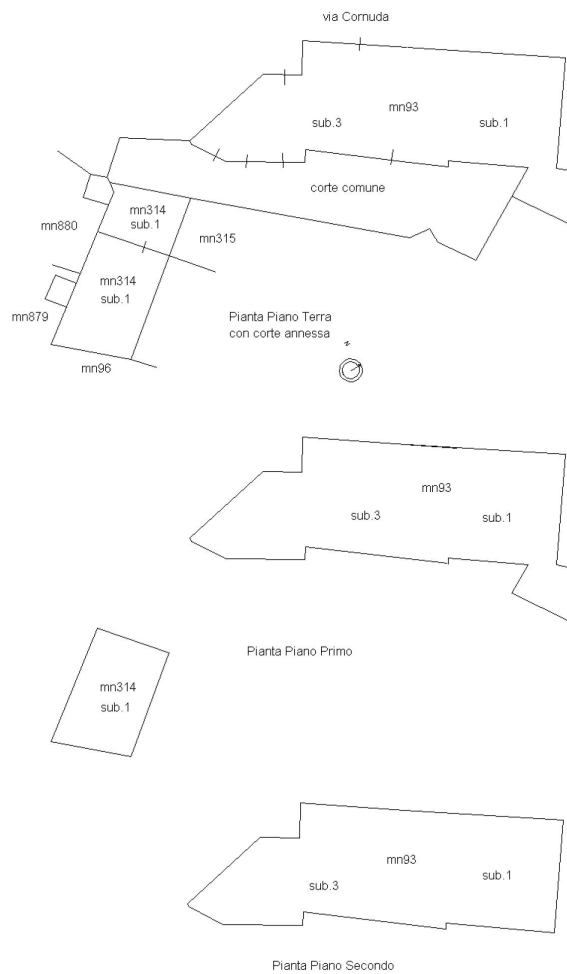 via Cornuda
mn93
sub.3
sub.1
corte comune
mn314
sub.1
mn880
mn315
mn314
sub.1
mn879
mn96
Pianta Piano Terra
con corte annessa
N
mn93
sub.3
sub.1
Pianta Piano Primo
mn314
sub.1
mn93
sub.3
sub.1
Pianta Piano Secondo